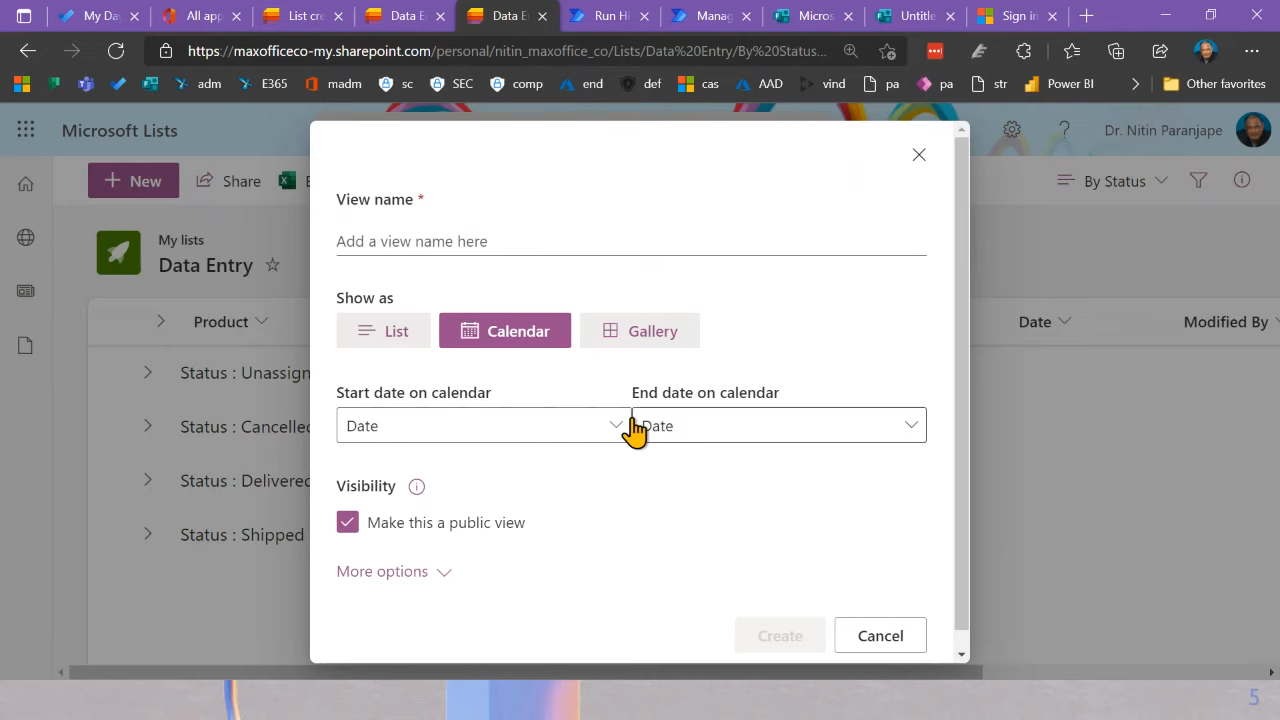 My Da
All app
List cre
Data E
Data E
Run HI
Manag
Micros
Untitle
Sign in
https://maxofficeco-my.sharepoint.com/personal/nitin_maxoffice_co/Lists/Data%20Entry/By%20Status...
adm
E365
madm
sc
SEC
comp
end
def
cas
AAD
vind
pa
pa
str
Power BI
Other favorites
Microsoft Lists
Dr. Nitin Paranjape
New
Share
By Status
My lists
Data Entry
Product
Date
Modified By
Status : Unassign
Status : Cancelled
Status : Delivered
Status : Shipped
View name *
Add a view name here
Show as
List
Calendar
Gallery
Start date on calendar
End date on calendar
Date
Date
Visibility
Make this a public view
More options
Create
Cancel
5